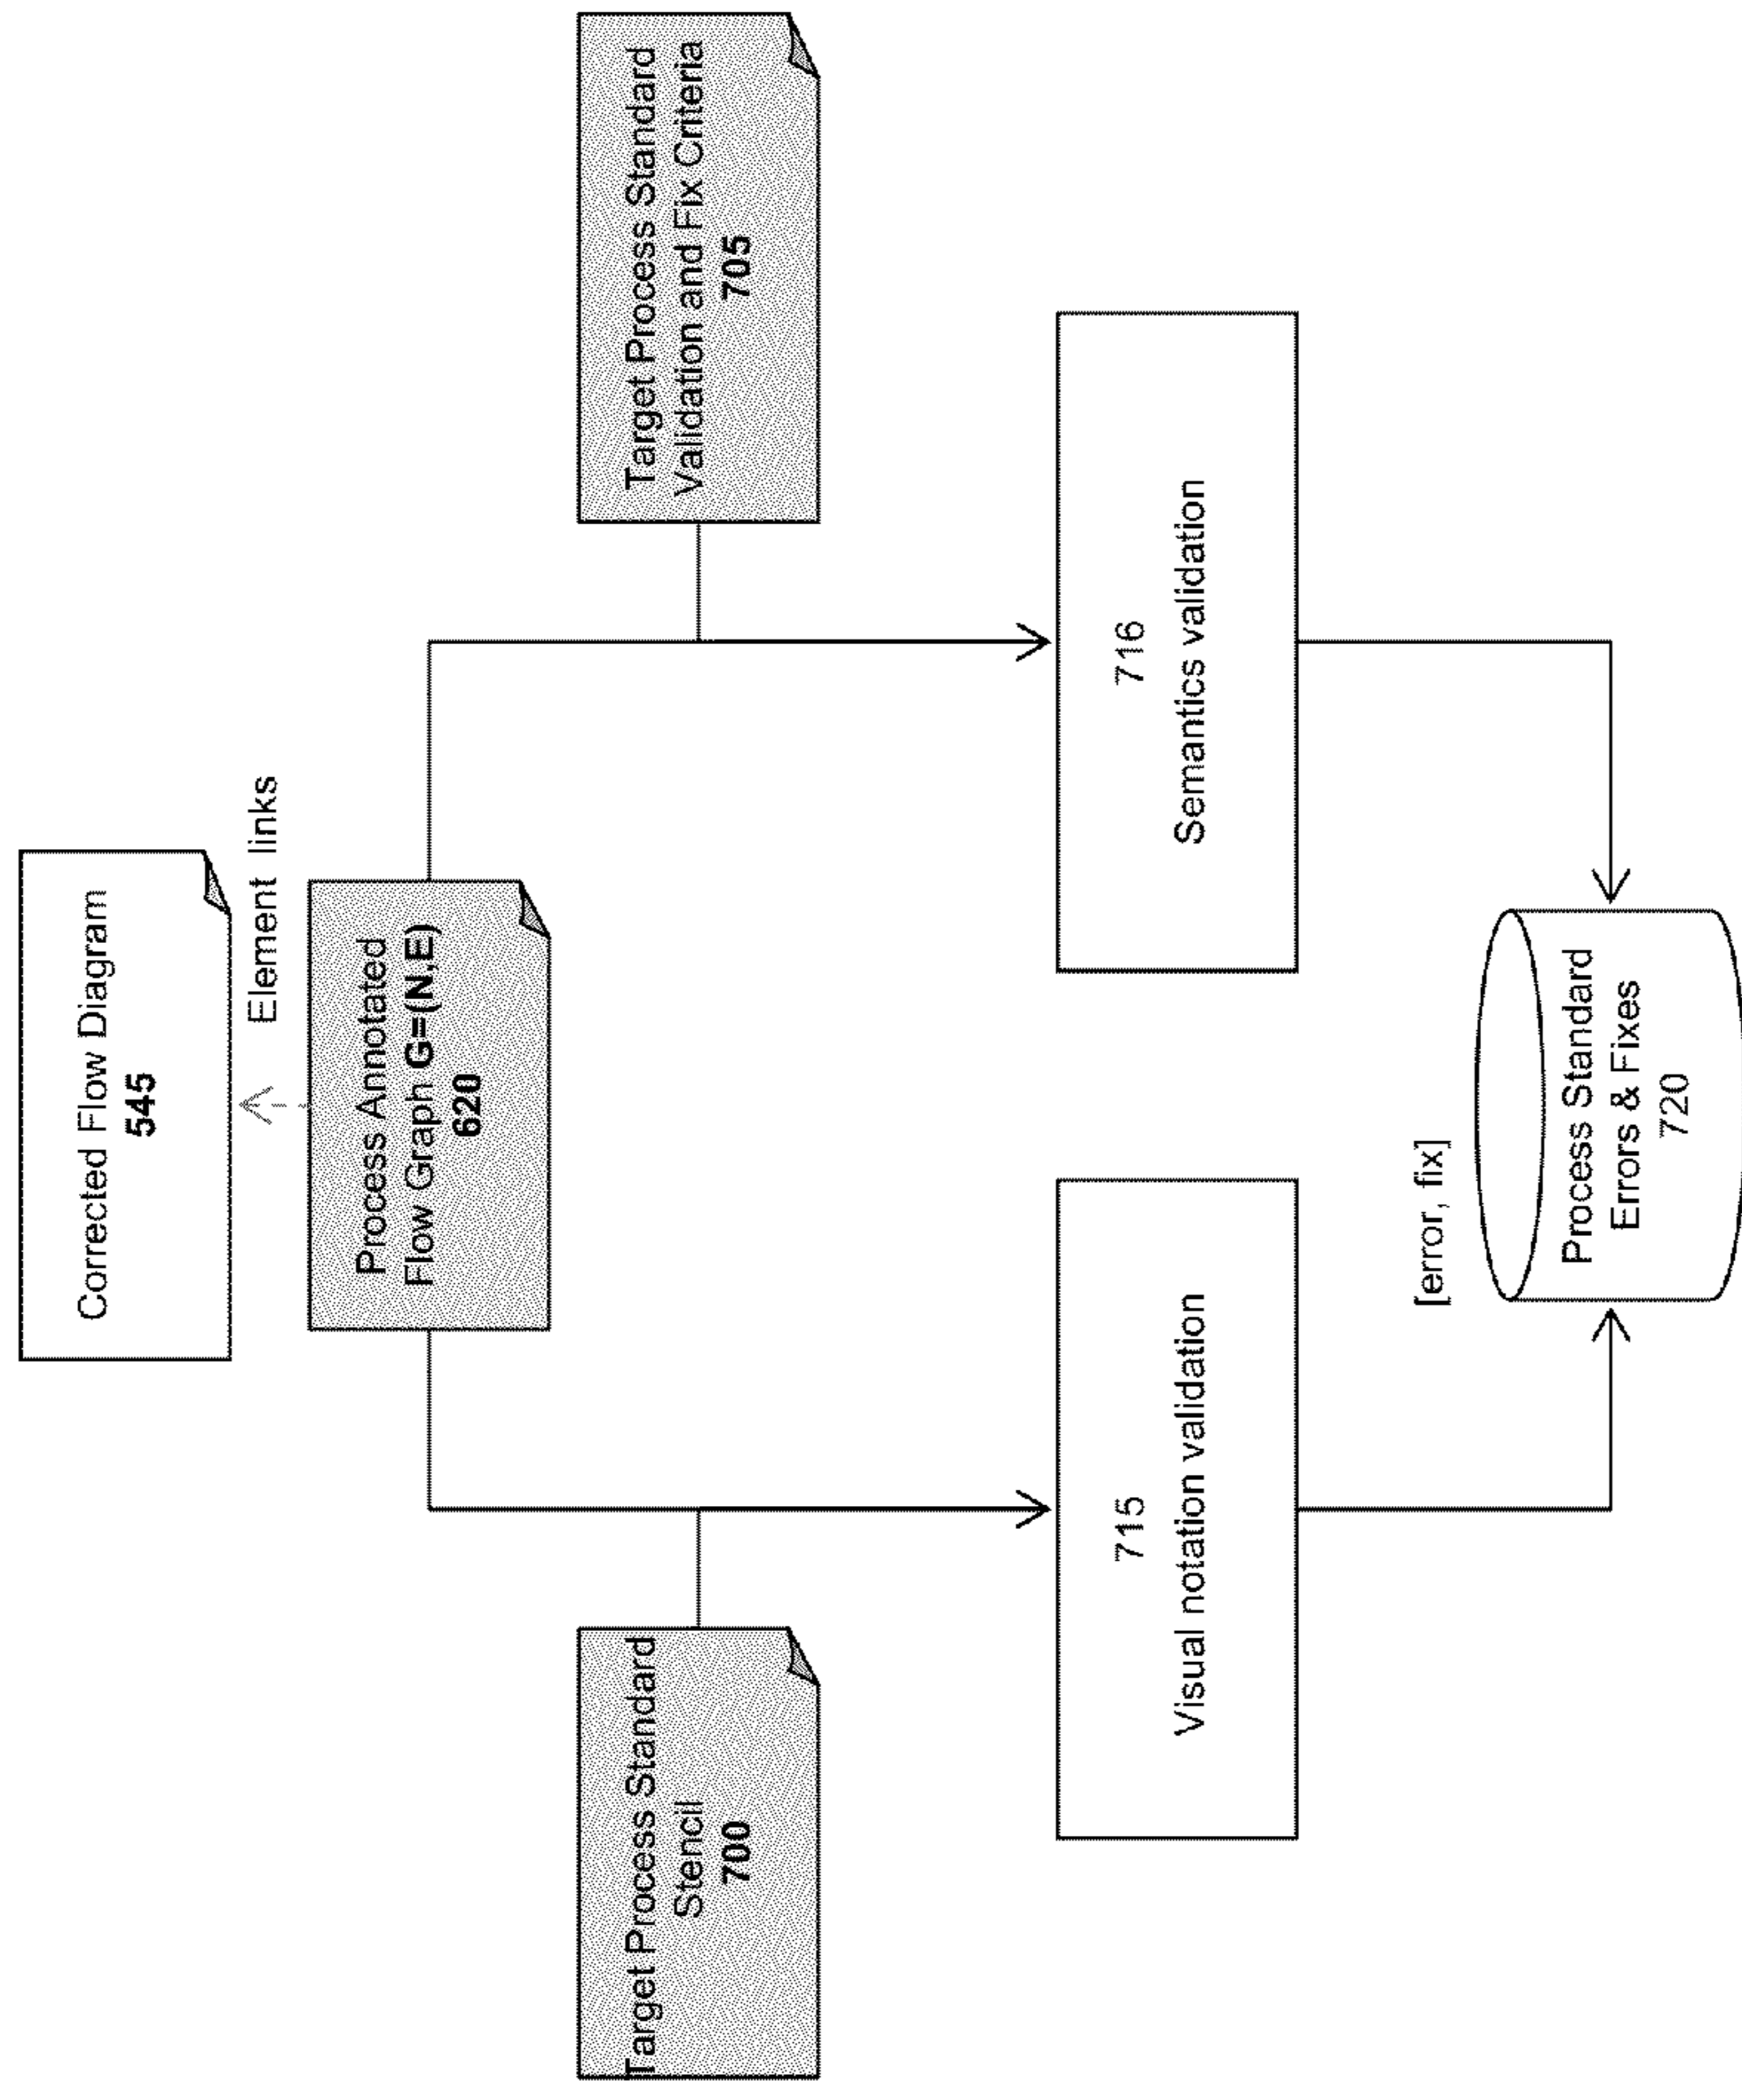 Corrected Flow Diagram
545
Element links
Process Annotated
Flow Graph G=(N,E)
620
Target Process Standard
Stencil
700
Target Process Standard
Validation and Fix Criteria
705
715
Visual notation validation
716
Semantics validation
[error, fix]
Process Standard
Errors & Fixes
720